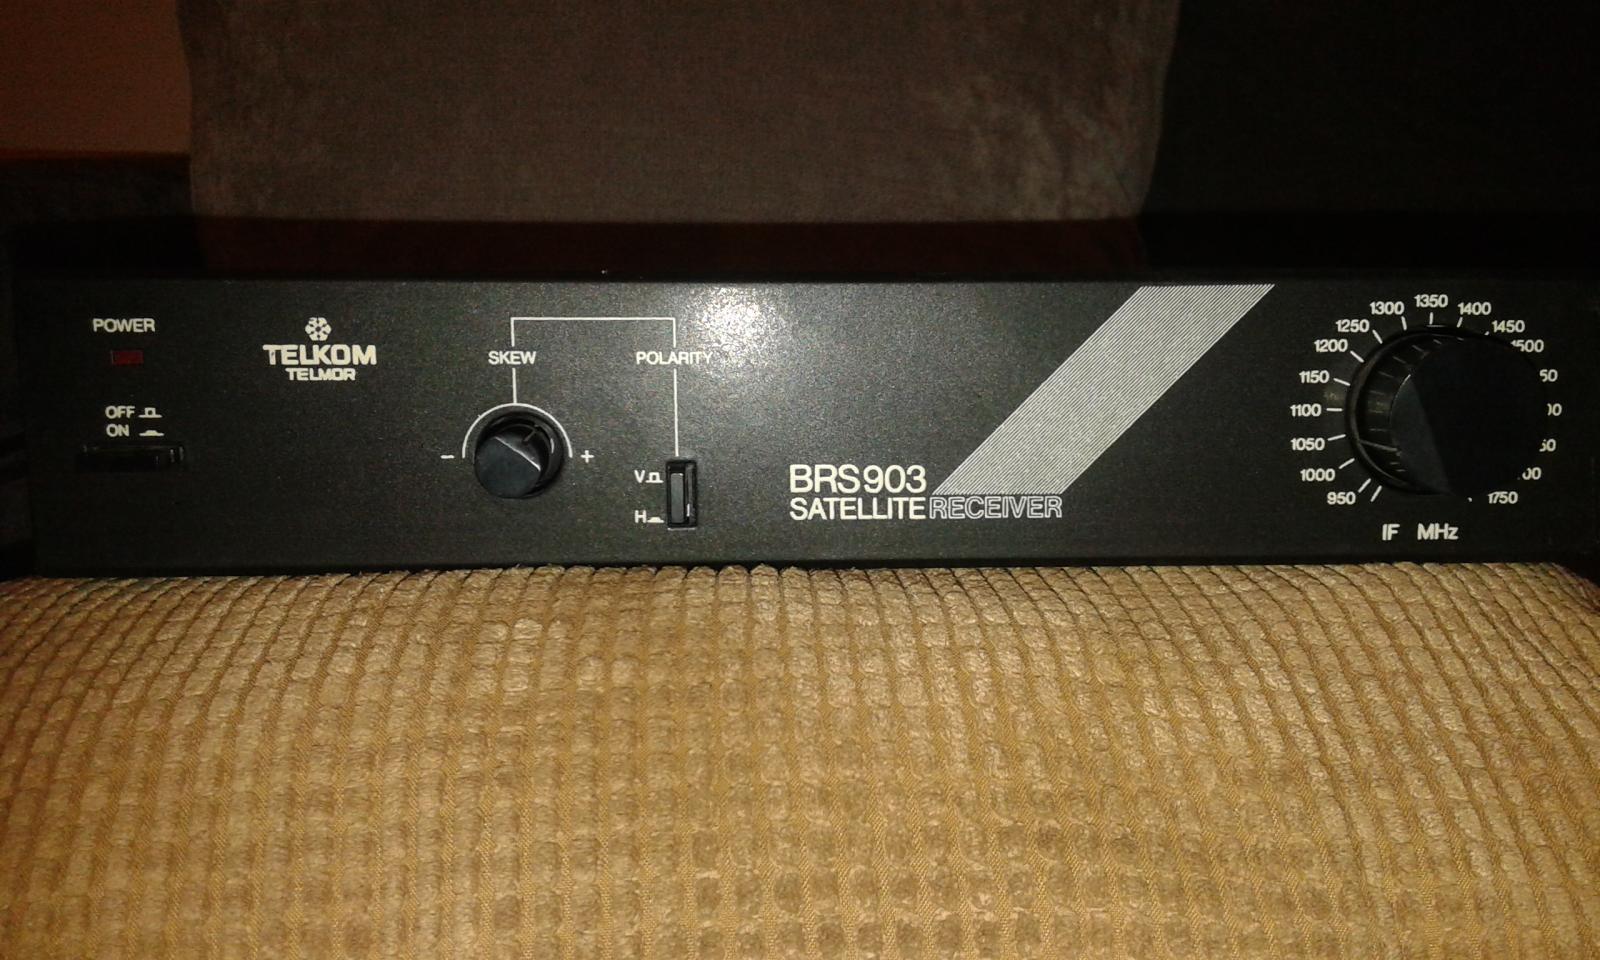 POWER
OFF
ON
TELKOM
TELMOR
SKEW
POLARITY
- +
V
H
BRS903
SATELLITE RECEIVER
950
1000
1050
1100
1150
1200
1250
1300
1350
1400
1450
1500
1750
IF MHz